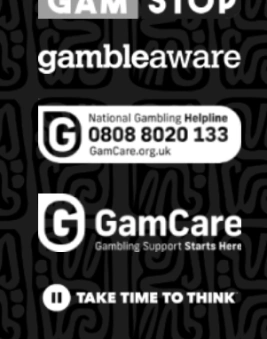 GAM STOP
gambleaware
National Gambling Helpline
0808 8020 133
GamCare.org.uk
GamCare
Gambling Support Starts Here
TAKE TIME TO THINK